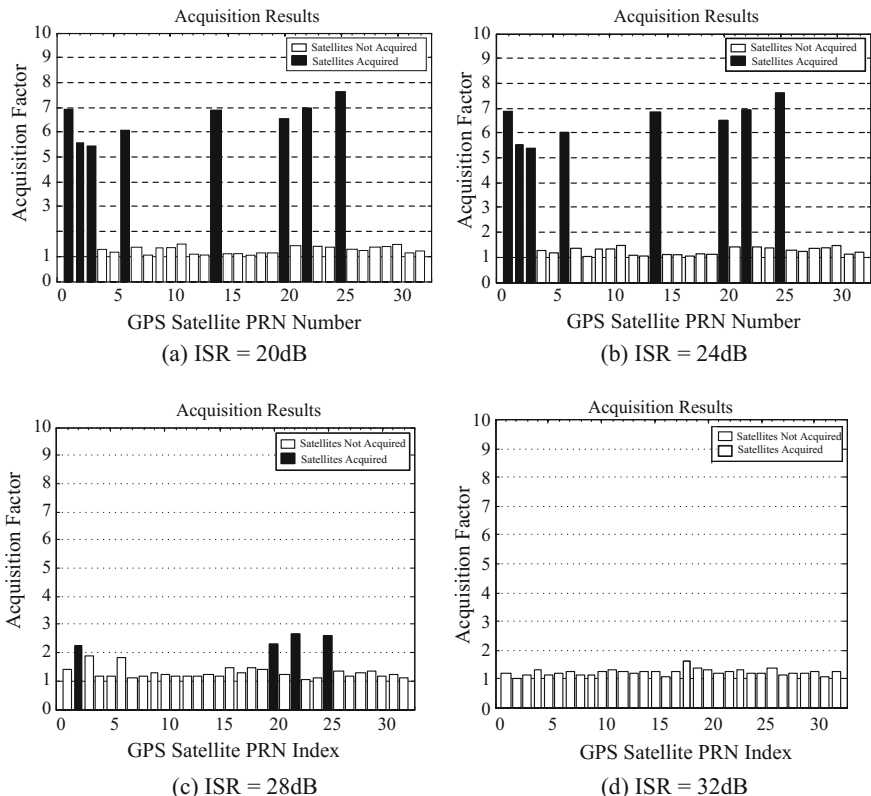 Acquisition Results
10
9
8
7
6
5
4
3
2
1
0
Acquisition Factor
Satellites Not Acquired
Satellites Acquired
0 5 10 15 20 25 30
GPS Satellite PRN Number
(a) ISR = 20dB
Acquisition Results
10
9
8
7
6
5
4
3
2
1
0
Acquisition Factor
Satellites Not Acquired
Satellites Acquired
0 5 10 15 20 25 30
GPS Satellite PRN Number
(b) ISR = 24dB
Acquisition Results
10
9
8
7
6
5
4
3
2
1
0
Acquisition Factor
Satellites Not Acquired
Satellites Acquired
0 5 10 15 20 25 30
GPS Satellite PRN Index
(c) ISR = 28dB
Acquisition Results
10
9
8
7
6
5
4
3
2
1
0
Acquisition Factor
Satellites Not Acquired
Satellites Acquired
0 5 10 15 20 25 30
GPS Satellite PRN Index
(d) ISR = 32dB